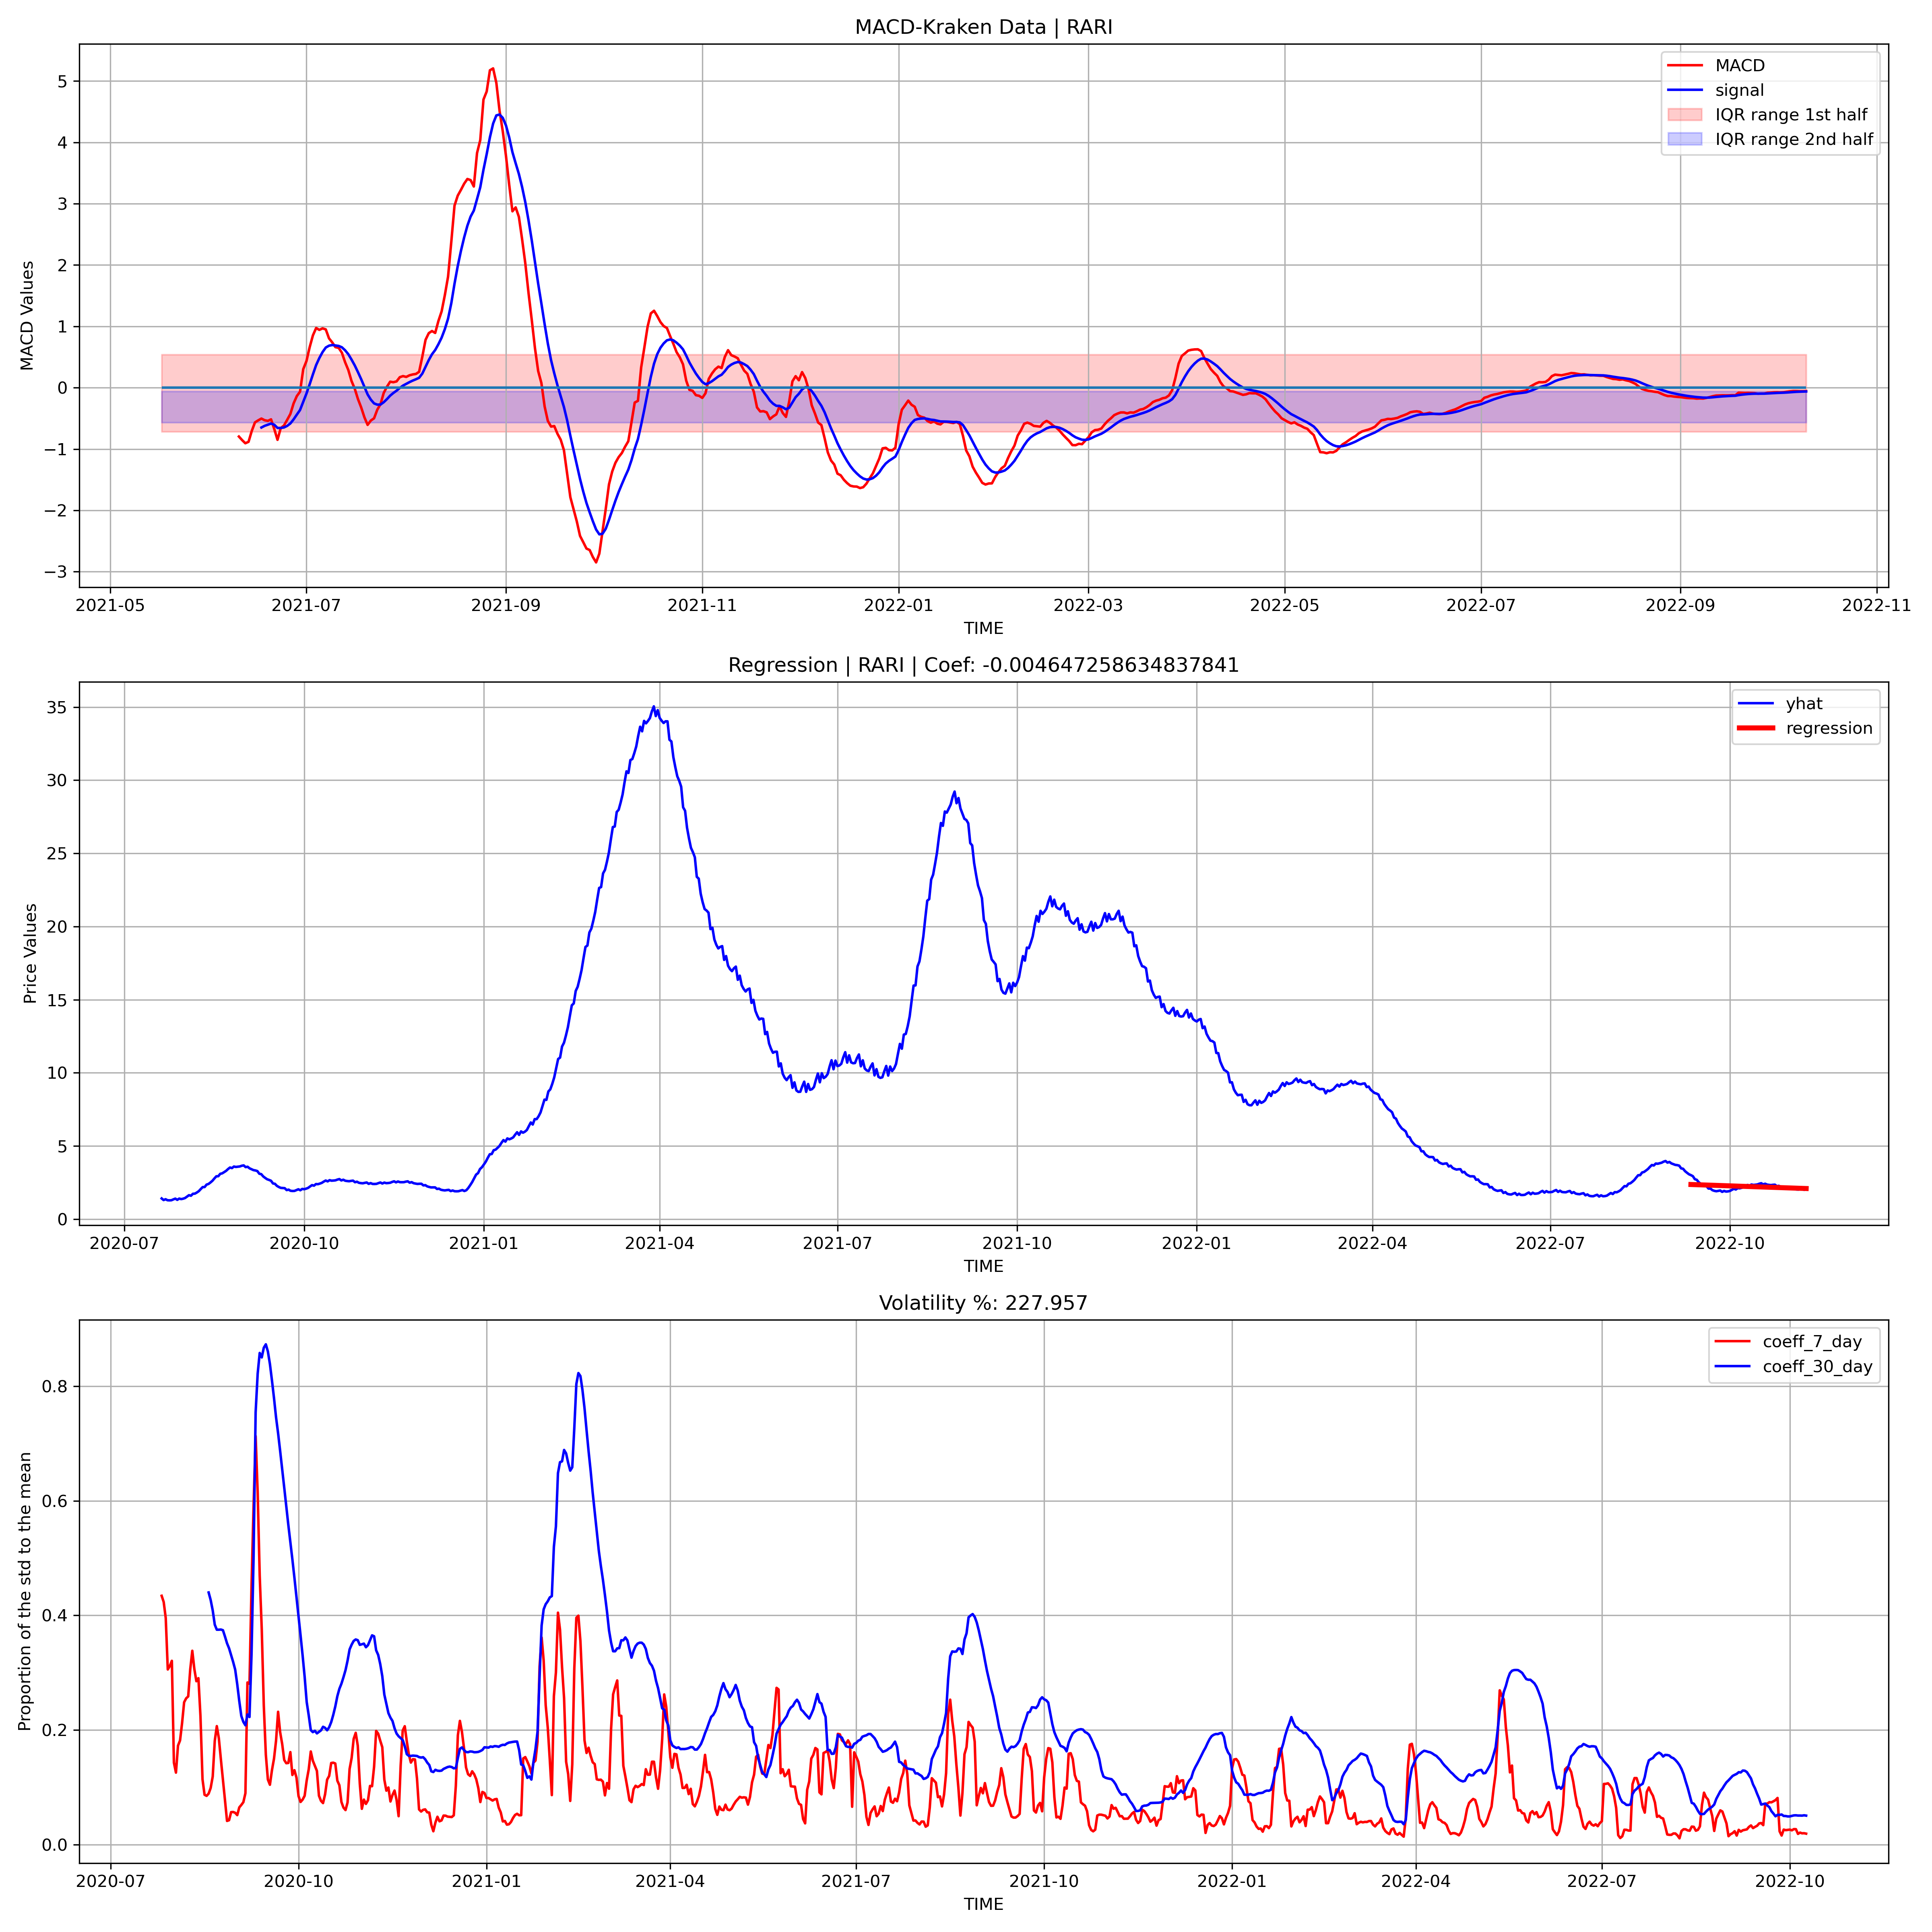 MACD-Kraken Data | RARI
MACD Values
5
4
3
2
1
0
−1
−2
−3
MACD
signal
IQR range 1st half
IQR range 2nd half
2021-05 2021-07 2021-09 2021-11 2022-01 2022-03 2022-05 2022-07 2022-09 2022-11
TIME
Regression | RARI | Coef: -0.004647258634837841
Price Values
35
30
25
20
15
10
5
0
yhat
regression
2020-07 2020-10 2021-01 2021-04 2021-07 2021-10 2022-01 2022-04 2022-07 2022-10
TIME
Volatility %: 227.957
Proportion of the std to the mean
0.8
0.6
0.4
0.2
0.0
coeff_7_day
coeff_30_day
2020-07 2020-10 2021-01 2021-04 2021-07 2021-10 2022-01 2022-04 2022-07 2022-10
TIME